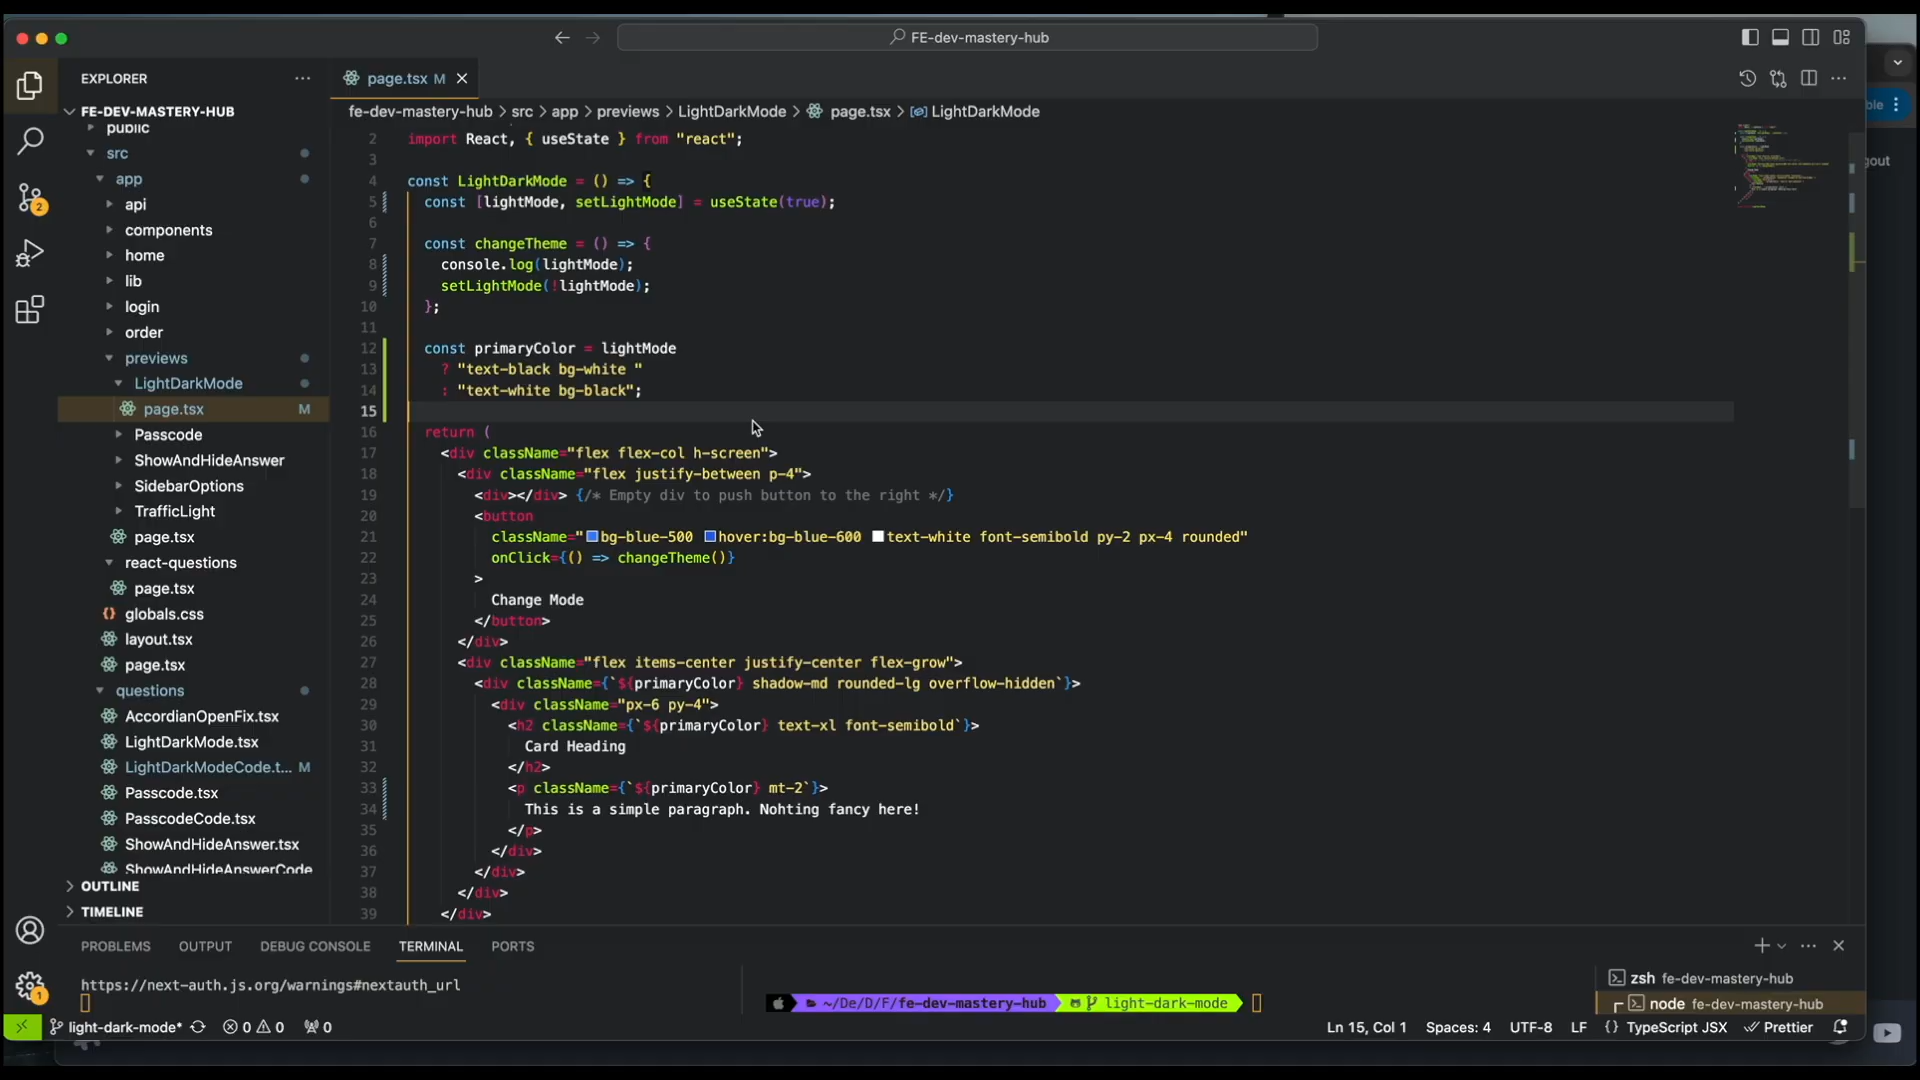 FE-dev-mastery-hub
EXPLORER
FE-DEV-MASTERY-HUB
public
src
app
api
components
home
lib
login
order
previews
LightDarkMode
page.tsx M
Passcode
ShowAndHideAnswer
SidebarOptions
TrafficLight
page.tsx
react-questions
page.tsx
globals.css
layout.tsx
page.tsx
questions
AccordianOpenFix.tsx
LightDarkMode.tsx
LightDarkModeCode.t... M
Passcode.tsx
PasscodeCode.tsx
ShowAndHideAnswer.tsx
ShowAndHideAnswerCode
OUTLINE
TIMELINE
2
1
page.tsx M
fe-dev-mastery-hub > src > app > previews > LightDarkMode > page.tsx > LightDarkMode
2 import React, { useState } from "react";
3
4 const LightDarkMode = () => {
5 const [lightMode, setLightMode] = useState(true);
6
7 const changeTheme = () => {
8 console.log(lightMode);
9 setLightMode(!lightMode);
10 };
11
12 const primaryColor = lightMode
13 ? "text-black bg-white "
14 : "text-white bg-black";
15
16 return (
17 <div className="flex flex-col h-screen">
18 <div className="flex justify-between p-4">
19 <div></div> {/* Empty div to push button to the right */}
20 <button
21 className="bg-blue-500 hover:bg-blue-600 text-white font-semibold py-2 px-4 rounded"
22 onClick={() => changeTheme()}
23 >
24 Change Mode
25 </button>
26 </div>
27 <div className="flex items-center justify-center flex-grow">
28 <div className={`${primaryColor} shadow-md rounded-lg overflow-hidden`}>
29 <div className="px-6 py-4">
30 <h2 className={`${primaryColor} text-xl font-semibold`}>
31 Card Heading
32 </h2>
33 <p className={`${primaryColor} mt-2`}>
34 This is a simple paragraph. Nohting fancy here!
35 </p>
36 </div>
37 </div>
38 </div>
39 </div>
ble
gout
PROBLEMS OUTPUT DEBUG CONSOLE TERMINAL PORTS
https://next-auth.js.org/warnings#nextauth_url
~/De/D/F/fe-dev-mastery-hub light-dark-mode
zsh fe-dev-mastery-hub
node fe-dev-mastery-hub
light-dark-mode* 0 0 0
Ln 15, Col 1 Spaces: 4 UTF-8 LF {} TypeScript JSX Prettier